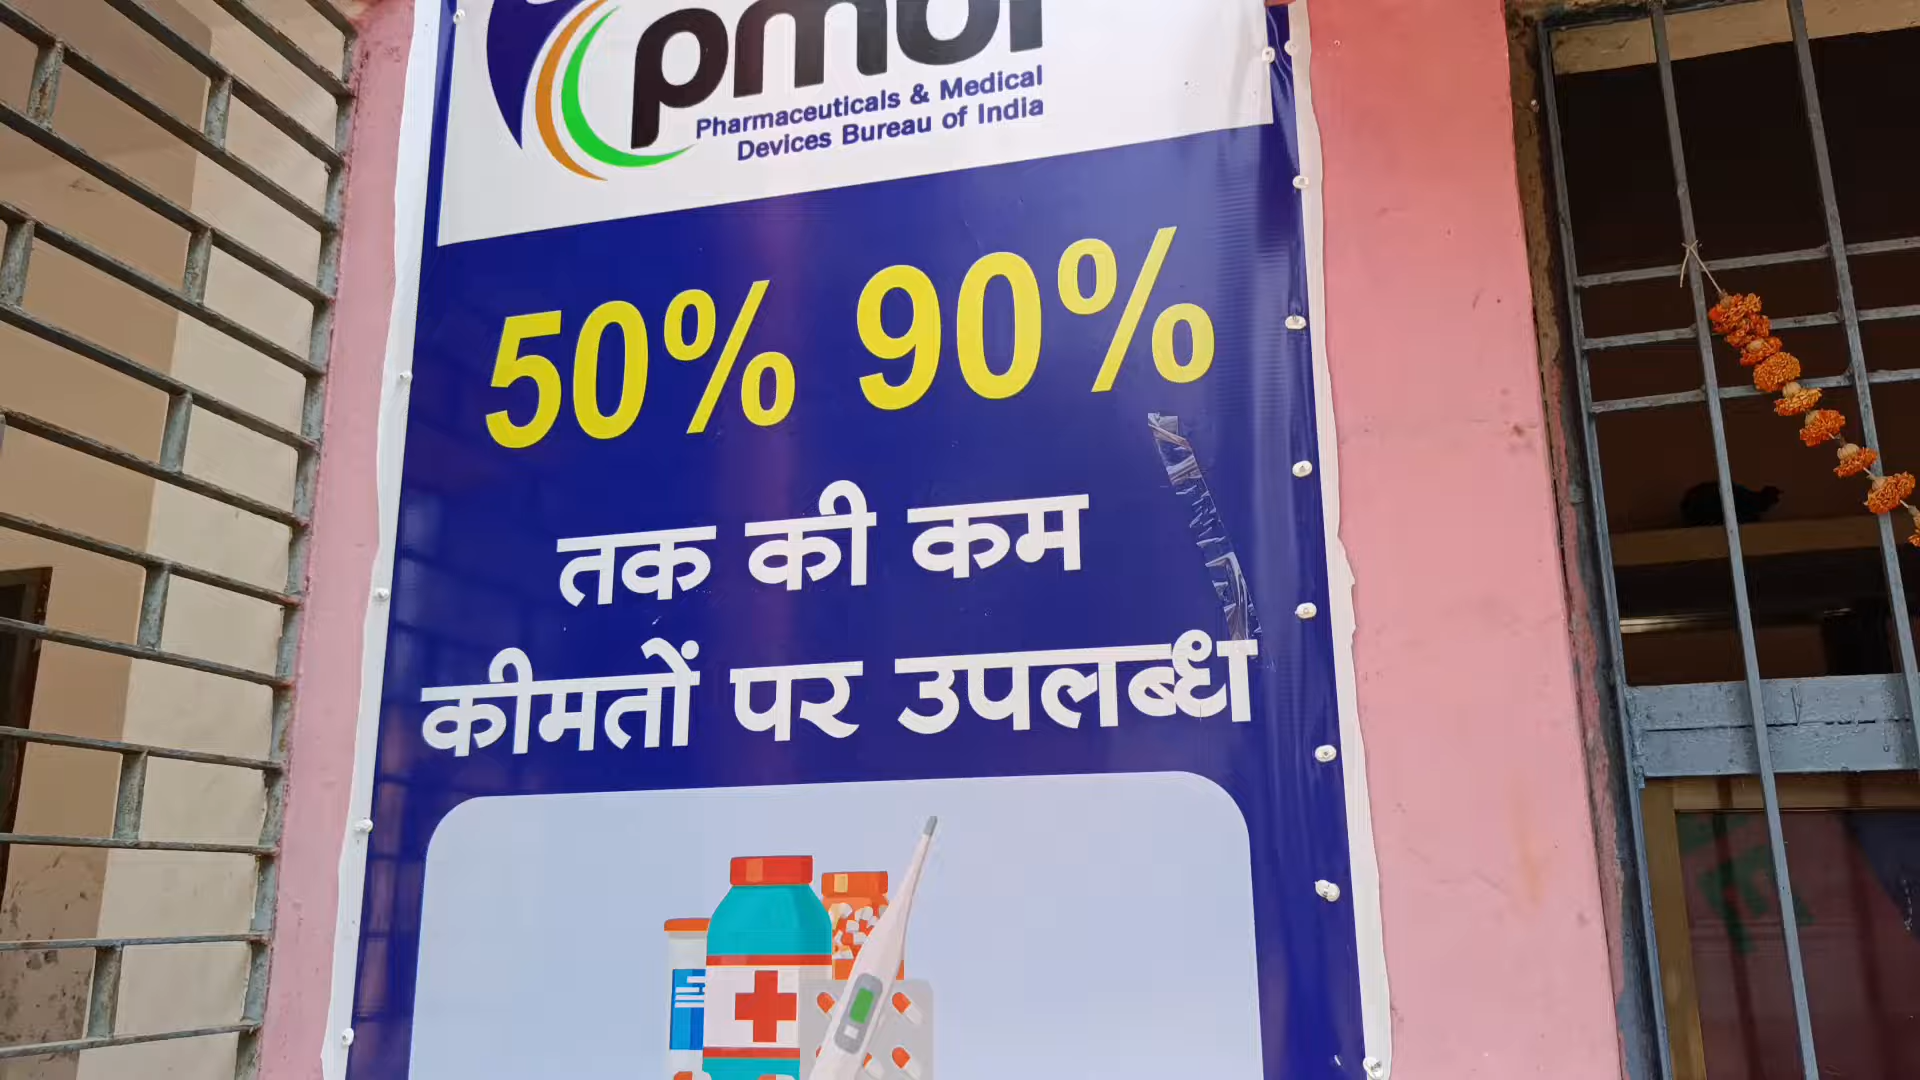 pmbi
Pharmaceuticals & Medical
Devices Bureau of India
50% 90%
तक की कम
कीमतों पर उपलब्ध